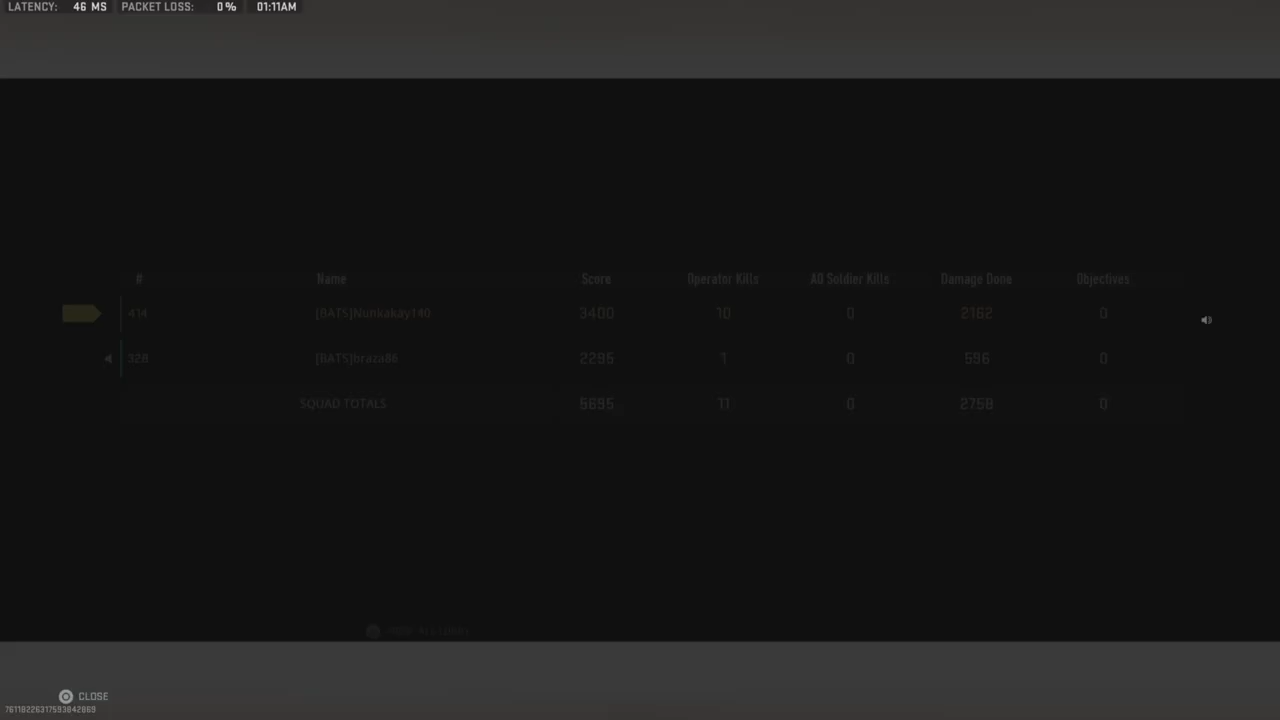 LATENCY: 46 MS PACKET LOSS: 0% 01:11AM
# Name Score Operator Kills AQ Soldier Kills Damage Done Objectives
414 [BATS]Nunkakay140 3400 10 0 2162 0
328 [BATS]braza86 2295 1 0 596 0
SQUAD TOTALS 5695 11 0 2758 0
CLOSE
76118226317593842869